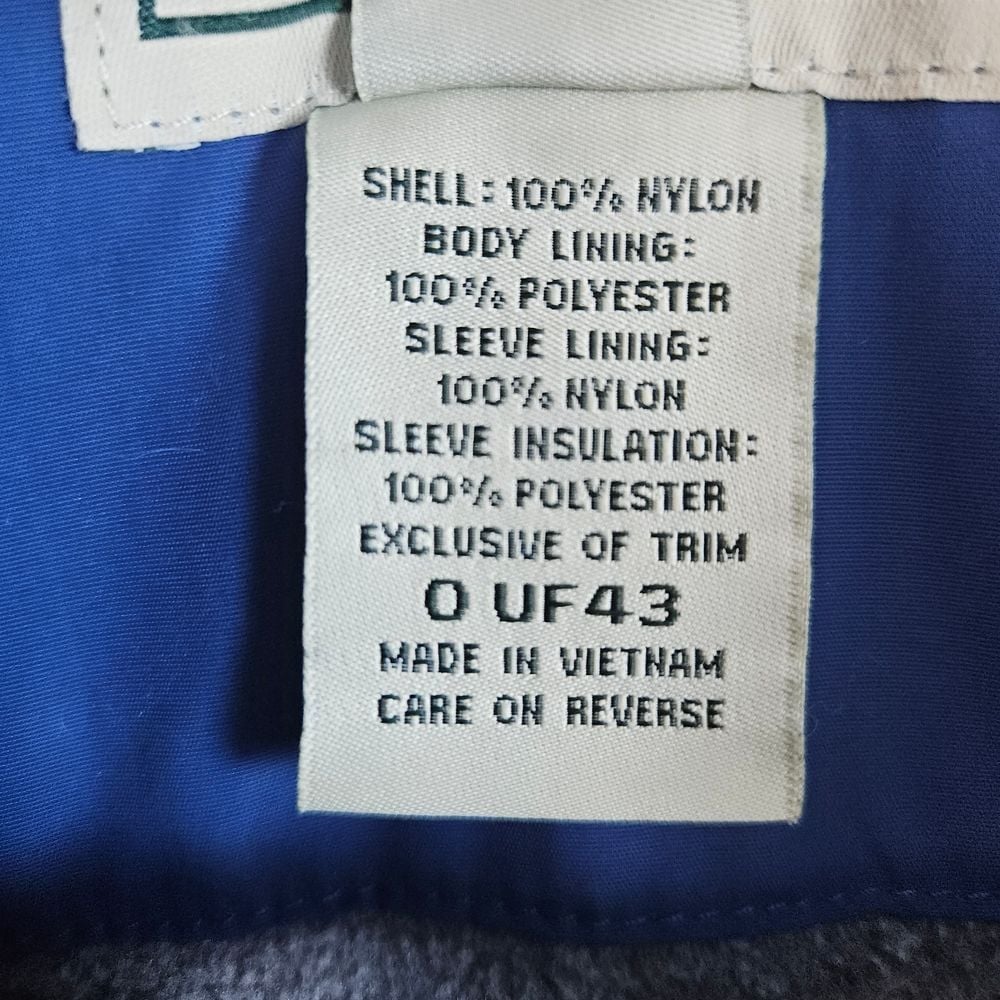 SHELL: 100% NYLON
BODY LINING:
100% POLYESTER
SLEEVE LINING:
100% NYLON
SLEEVE INSULATION:
100% POLYESTER
EXCLUSIVE OF TRIM
0 UF43
MADE IN VIETNAM
CARE ON REVERSE